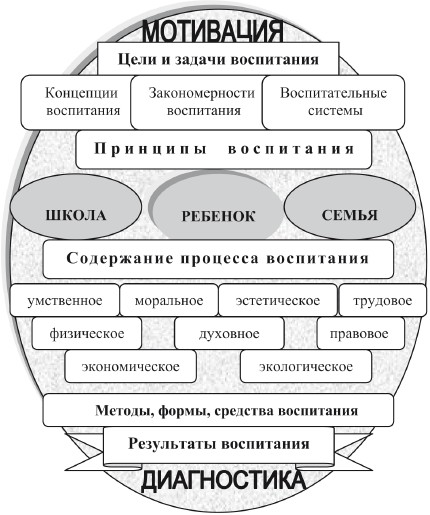 МОТИВАЦИЯ
Цели и задачи воспитания
Концепции
воспитания
Закономерности
воспитания
Воспитательные
системы
Принципы воспитания
ШКОЛА
РЕБЕНОК
СЕМЬЯ
Содержание процесса воспитания
умственное
моральное
эстетическое
трудовое
физическое
духовное
правовое
экономическое
экологическое
Методы, формы, средства воспитания
Результаты воспитания
ДИАГНОСТИКА